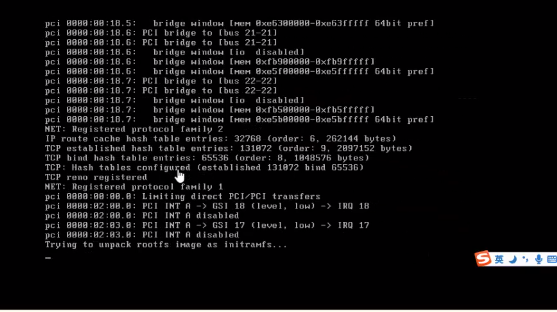 pci 0000:00:18.5:   bridge window [mem 0xe6300000-0xe63fffff 64bit pref]
pci 0000:00:18.6: PCI bridge to [bus 21-21]
pci 0000:00:18.6:   bridge window [io  disabled]
pci 0000:00:18.6:   bridge window [mem 0xfb900000-0xfb9fffff]
pci 0000:00:18.6:   bridge window [mem 0xe5f00000-0xe5ffffff 64bit pref]
pci 0000:00:18.7: PCI bridge to [bus 22-22]
pci 0000:00:18.7:   bridge window [io  disabled]
pci 0000:00:18.7:   bridge window [mem 0xfb500000-0xfb5fffff]
pci 0000:00:18.7:   bridge window [mem 0xe5b00000-0xe5bfffff 64bit pref]
NET: Registered protocol family 2
IP route cache hash table entries: 32768 (order: 6, 262144 bytes)
TCP established hash table entries: 131072 (order: 9, 2097152 bytes)
TCP bind hash table entries: 65536 (order: 8, 1048576 bytes)
TCP: Hash tables configured (established 131072 bind 65536)
TCP reno registered
NET: Registered protocol family 1
pci 0000:00:00.0: Limiting direct PCI/PCI transfers
pci 0000:02:00.0: PCI INT A -> GSI 18 (level, low) -> IRQ 18
pci 0000:02:00.0: PCI INT A disabled
pci 0000:02:03.0: PCI INT A -> GSI 17 (level, low) -> IRQ 17
pci 0000:02:03.0: PCI INT A disabled
Trying to unpack rootfs image as initramfs...
S 英